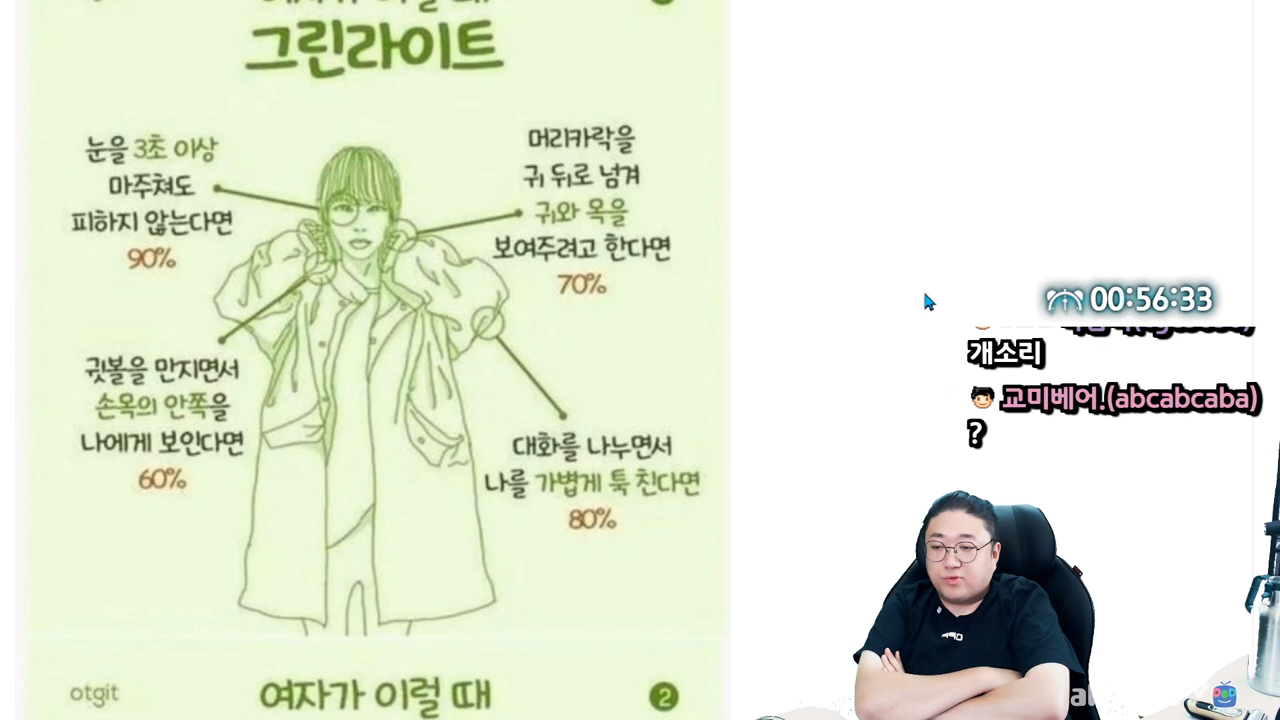 그린라이트
눈을 3초 이상
마주쳐도
피하지 않는다면
90%
머리카락을
귀 뒤로 넘겨
귀와 목을
보여주려고 한다면
70%
귓볼을 만지면서
손목의 안쪽을
나에게 보인다면
60%
대화를 나누면서
나를 가볍게 툭 친다면
80%
otgit
여자가 이럴 때
2
00:56:33
개소리
교미베어.(abcabcaba)
?